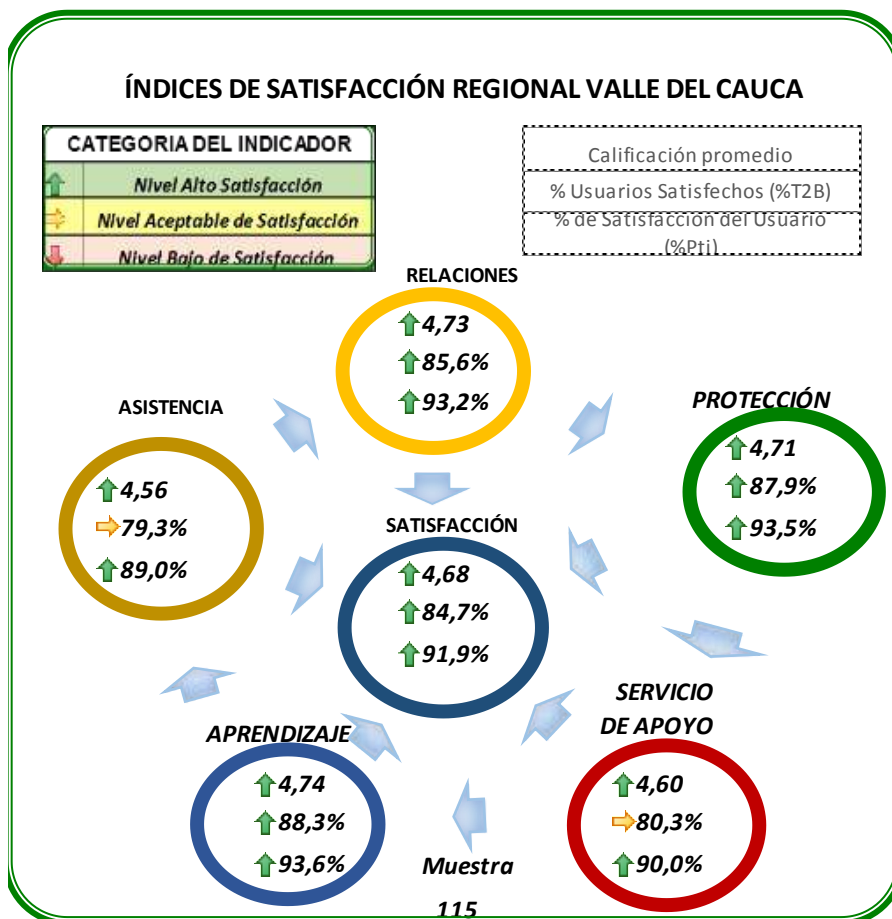 ÍNDICES DE SATISFACCIÓN REGIONAL VALLE DEL CAUCA
CATEGORIA DEL INDICADOR
Nivel Alto Satisfacción
Nivel Aceptable de Satisfacción
Nivel Bajo de Satisfacción
Calificación promedio
% Usuarios Satisfechos (%T2B)
% de Satisfacción del Usuario
(%Pti)
RELACIONES
4,73
85,6%
93,2%
ASISTENCIA
4,56
79,3%
89,0%
PROTECCIÓN
4,71
87,9%
93,5%
SATISFACCIÓN
4,68
84,7%
91,9%
APRENDIZAJE
4,74
88,3%
93,6%
SERVICIO
DE APOYO
4,60
80,3%
90,0%
Muestra
115